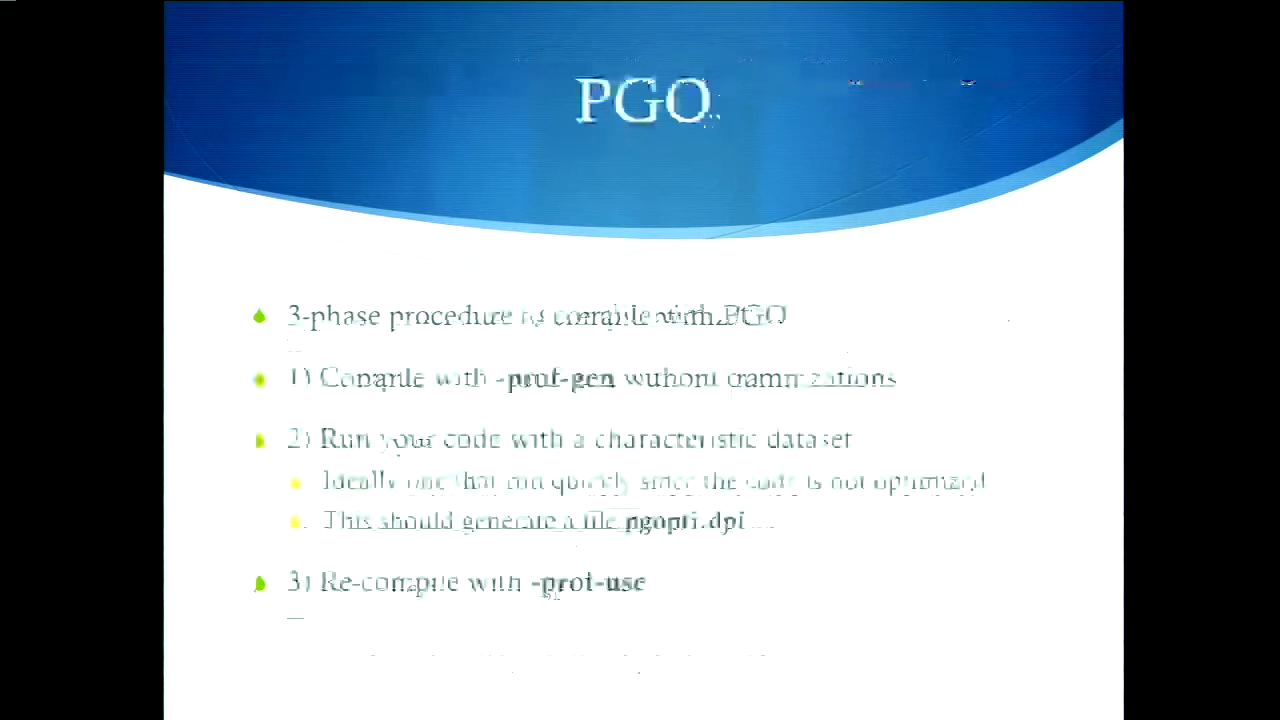 PGO
3-phase procedure to compile with PGO
1) Compile with -prof-gen without optimizations
2) Run your code with a characteristic dataset
Ideally one that runs quickly since the code is not optimized
This should generate a file pgopti.dpi
3) Re-compile with -prof-use